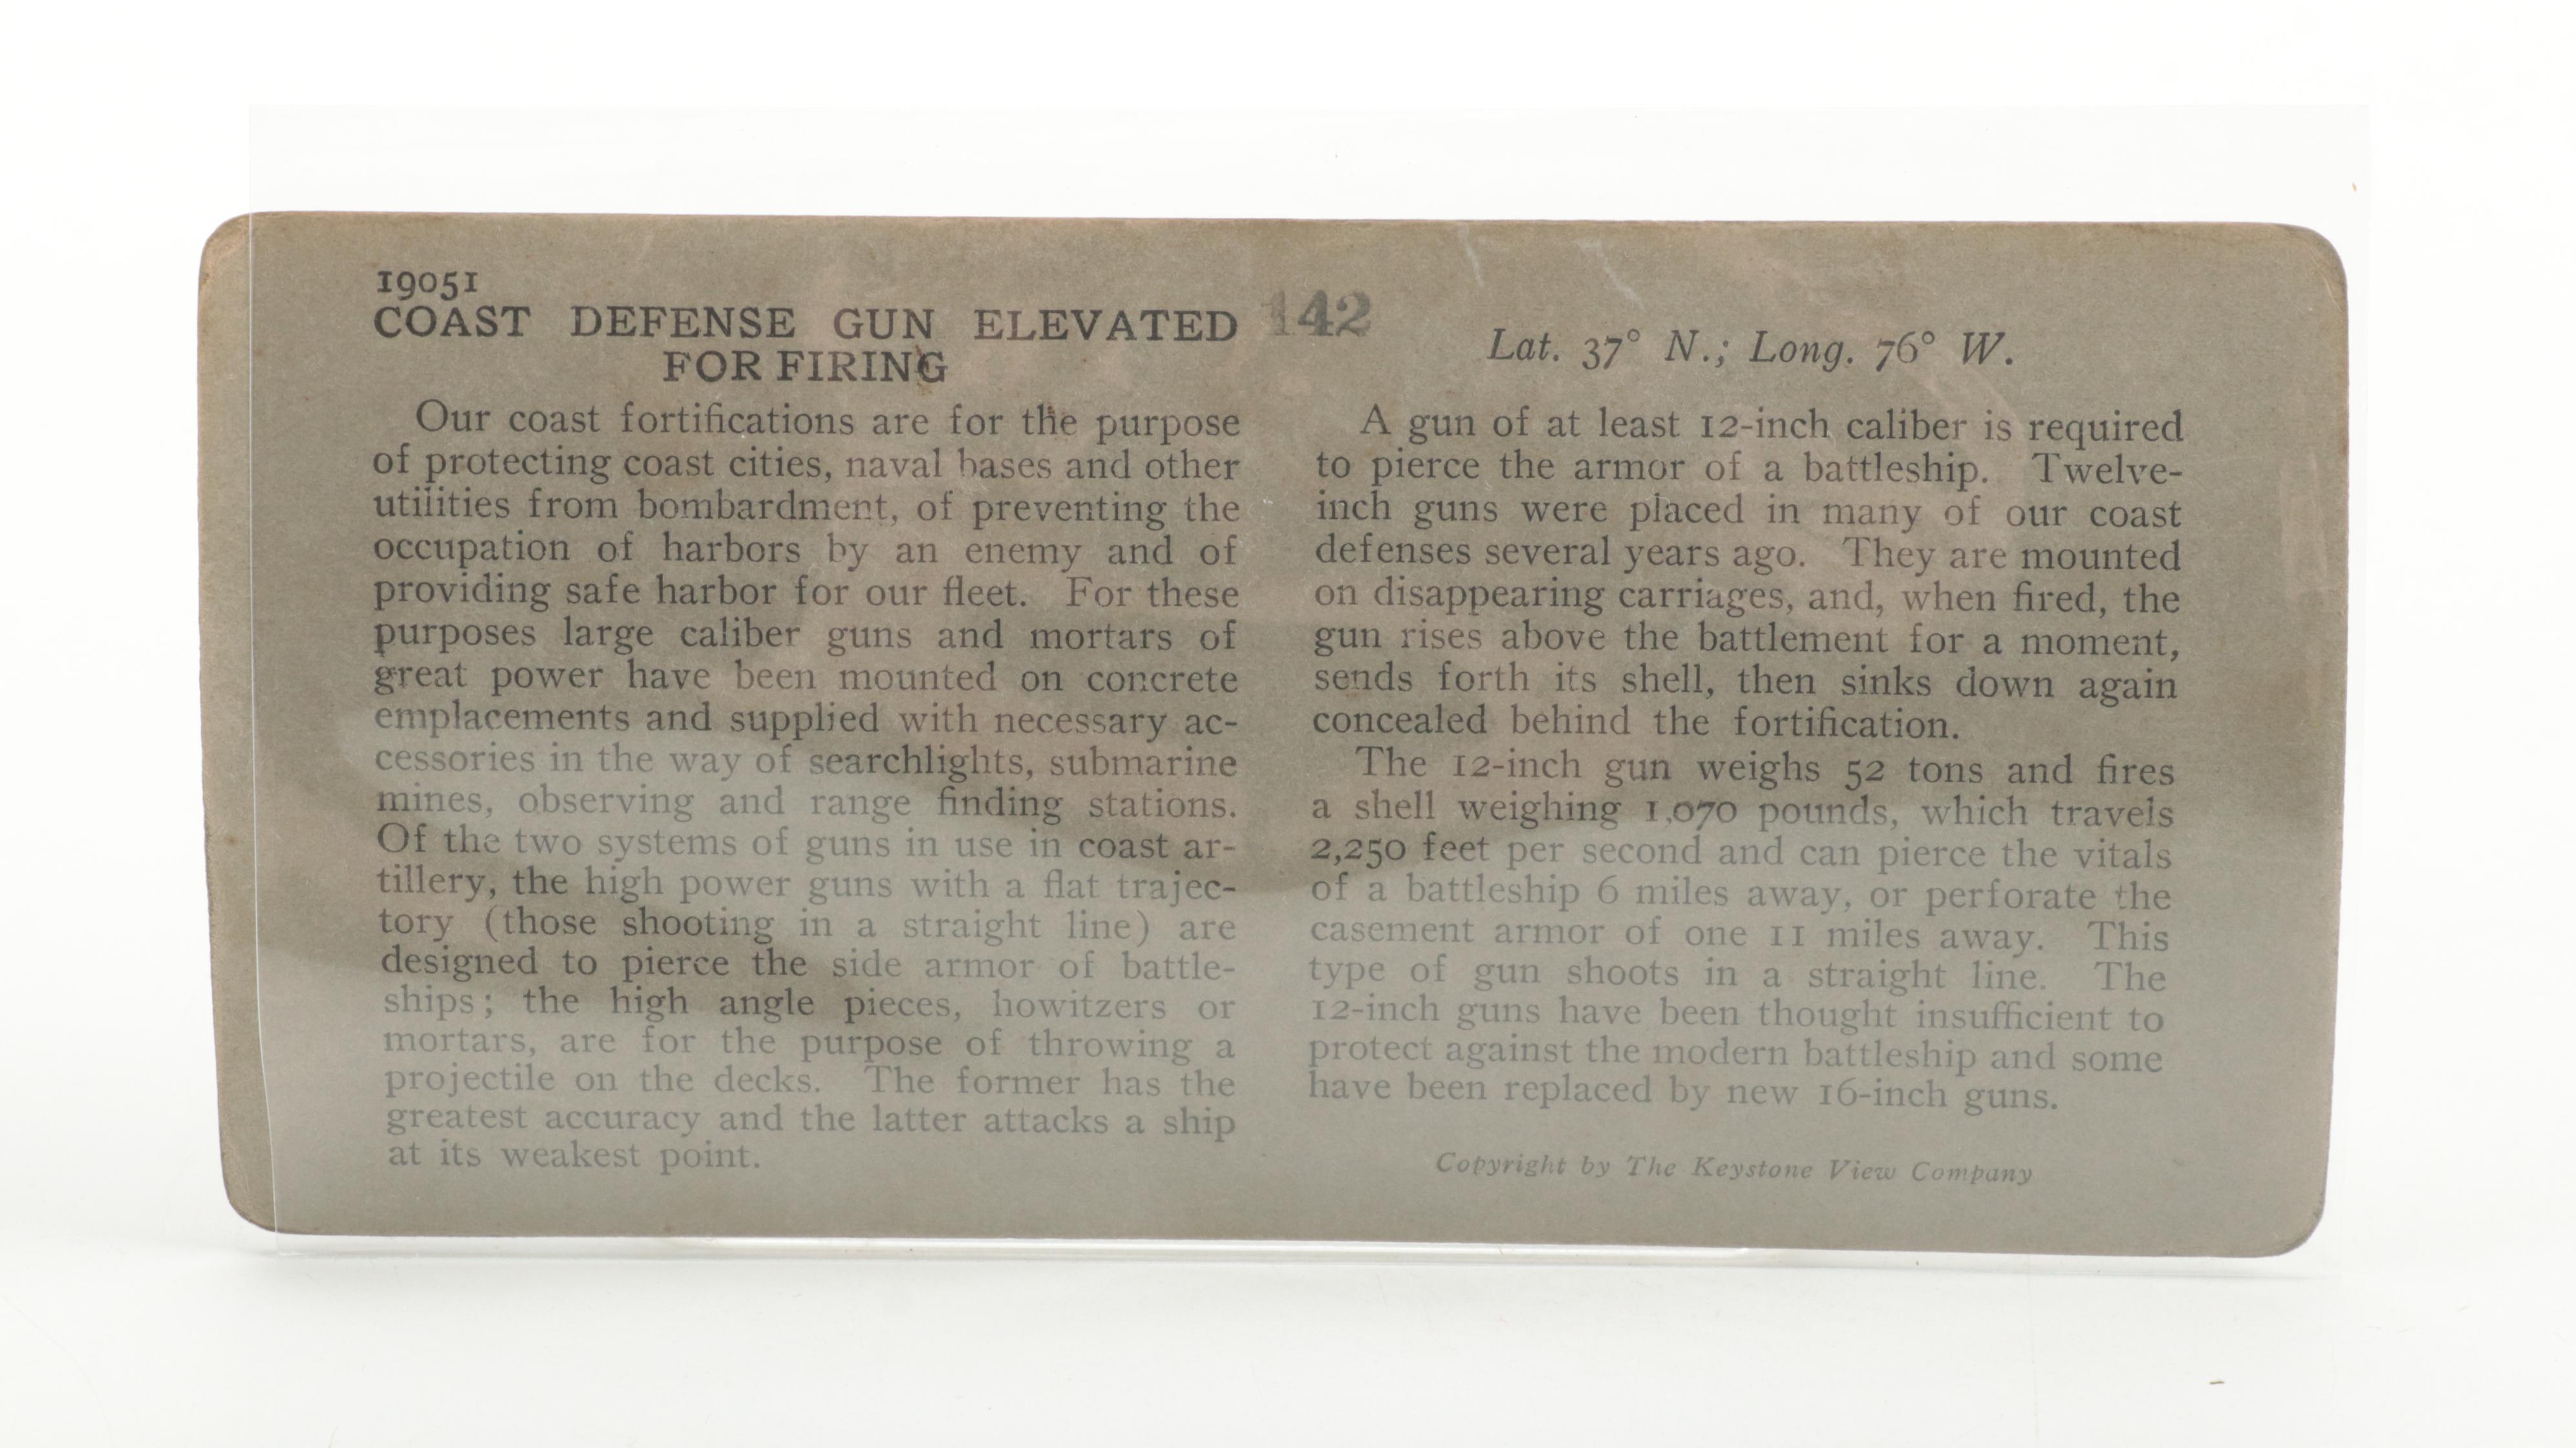 19051
COAST DEFENSE GUN ELEVATED
FOR FIRING
142
Our coast fortifications are for the purpose
of protecting coast cities, naval bases and other
utilities from bombardment, of preventing the
occupation of harbors by an enemy and of
providing safe harbor for our fleet. For these
purposes large caliber guns and mortars of
great power have been mounted on concrete
emplacements and supplied with necessary ac-
cessories in the way of searchlights, submarine
mines, observing and range finding stations.
Of the two systems of guns in use in coast ar-
tillery, the high power guns with a flat trajec-
tory (those shooting in a straight line) are
designed to pierce the side armor of battle-
ships; the high angle pieces, howitzers or
mortars, are for the purpose of throwing a
projectile on the decks. The former has the
greatest accuracy and the latter attacks a ship
at its weakest point.
Lat. 37° N.; Long. 76° W.
A gun of at least 12-inch caliber is required
to pierce the armor of a battleship. Twelve-
inch guns were placed in many of our coast
defenses several years ago. They are mounted
on disappearing carriages, and, when fired, the
gun rises above the battlement for a moment,
sends forth its shell, then sinks down again
concealed behind the fortification.
The 12-inch gun weighs 52 tons and fires
a shell weighing 1,070 pounds, which travels
2,250 feet per second and can pierce the vitals
of a battleship 6 miles away, or perforate the
casement armor of one 11 miles away. This
type of gun shoots in a straight line. The
12-inch guns have been thought insufficient to
protect against the modern battleship and some
have been replaced by new 16-inch guns.
Copyright by The Keystone View Company